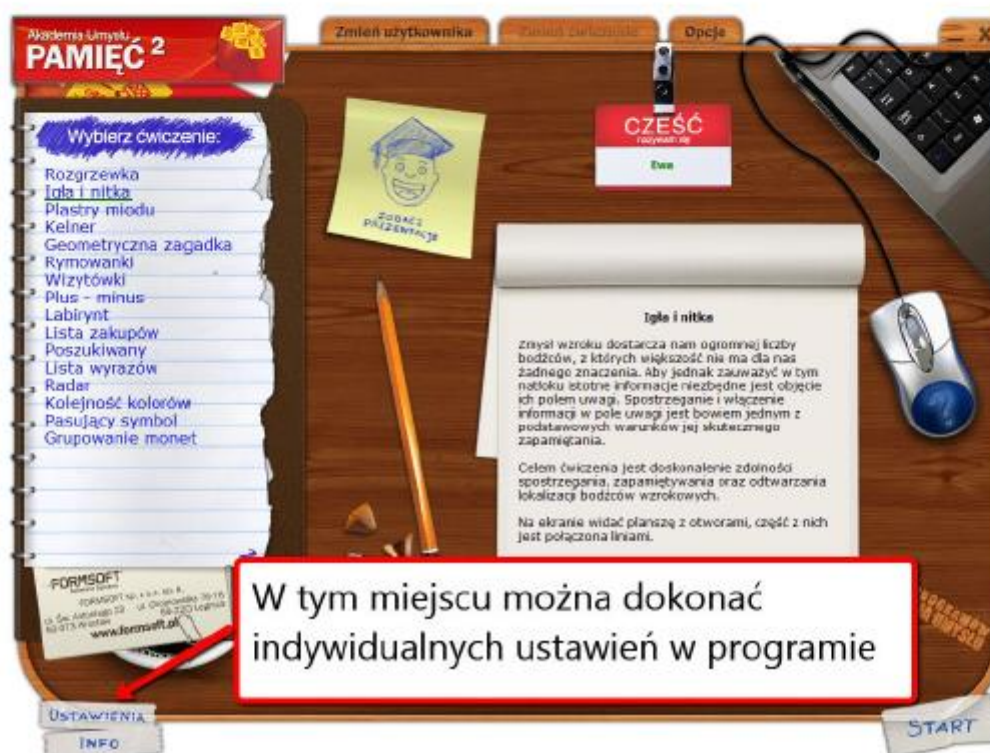 Akademia Umysłu
PAMIĘĆ 2
Zmień użytkownika
Zmień ćwiczenie
Opcje
Wybierz ćwiczenie:
Rozgrzewka
Igła i nitka
Plastry miodu
Kelner
Geometryczna zagadka
Rymowanki
Wizytówki
Plus - minus
Labirynt
Lista zakupów
Poszukiwany
Lista wyrazów
Radar
Kolejność kolorów
Pasujący symbol
Grupowanie monet
ZOBACZ
PREZENTACJĘ
CZEŚĆ
nazywam się
Ewa
Igła i nitka
Zmysł wzroku dostarcza nam ogromnej liczby
bodźców, z których większość nie ma dla nas
żadnego znaczenia. Aby jednak zauważyć w tym
natłoku istotne informacje niezbędne jest objęcie
ich polem uwagi. Spostrzeganie i włączenie
informacji w pole uwagi jest bowiem jednym z
podstawowych warunków jej skutecznego
zapamiętania.
Celem ćwiczenia jest doskonalenie zdolności
spostrzegania, zapamiętywania oraz odtwarzania
lokalizacji bodźców wzrokowych.
Na ekranie widać planszę z otworami, część z nich
jest połączona liniami.
FORMSOFT
www.formsoft.pl
W tym miejscu można dokonać
indywidualnych ustawień w programie
USTAWIENIA
INFO
START